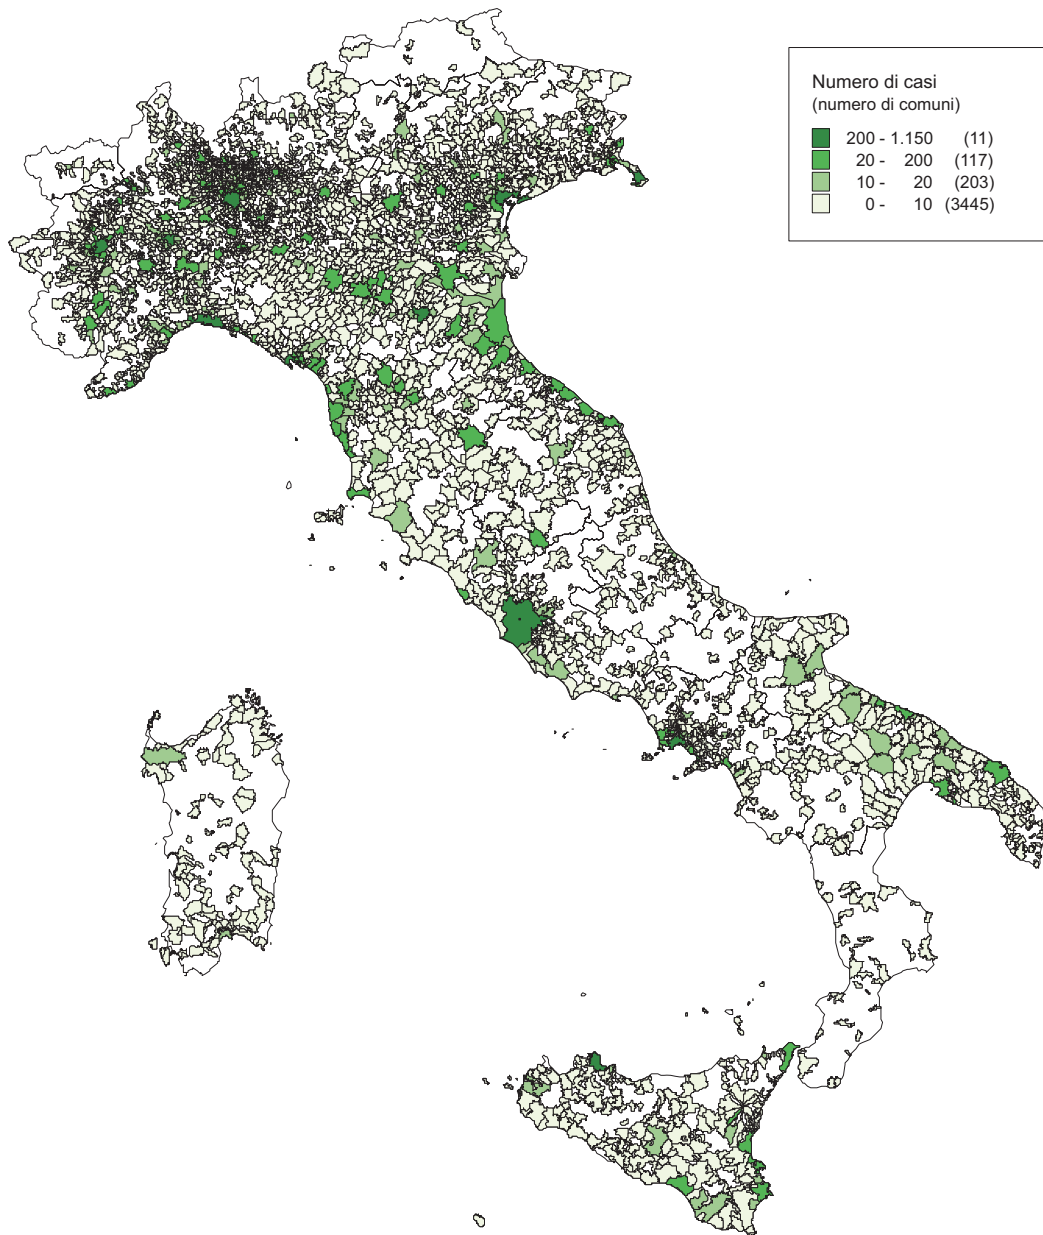 Numero di casi
(numero di comuni)
200 - 1.150 (11)
20 - 200 (117)
10 - 20 (203)
0 - 10 (3445)